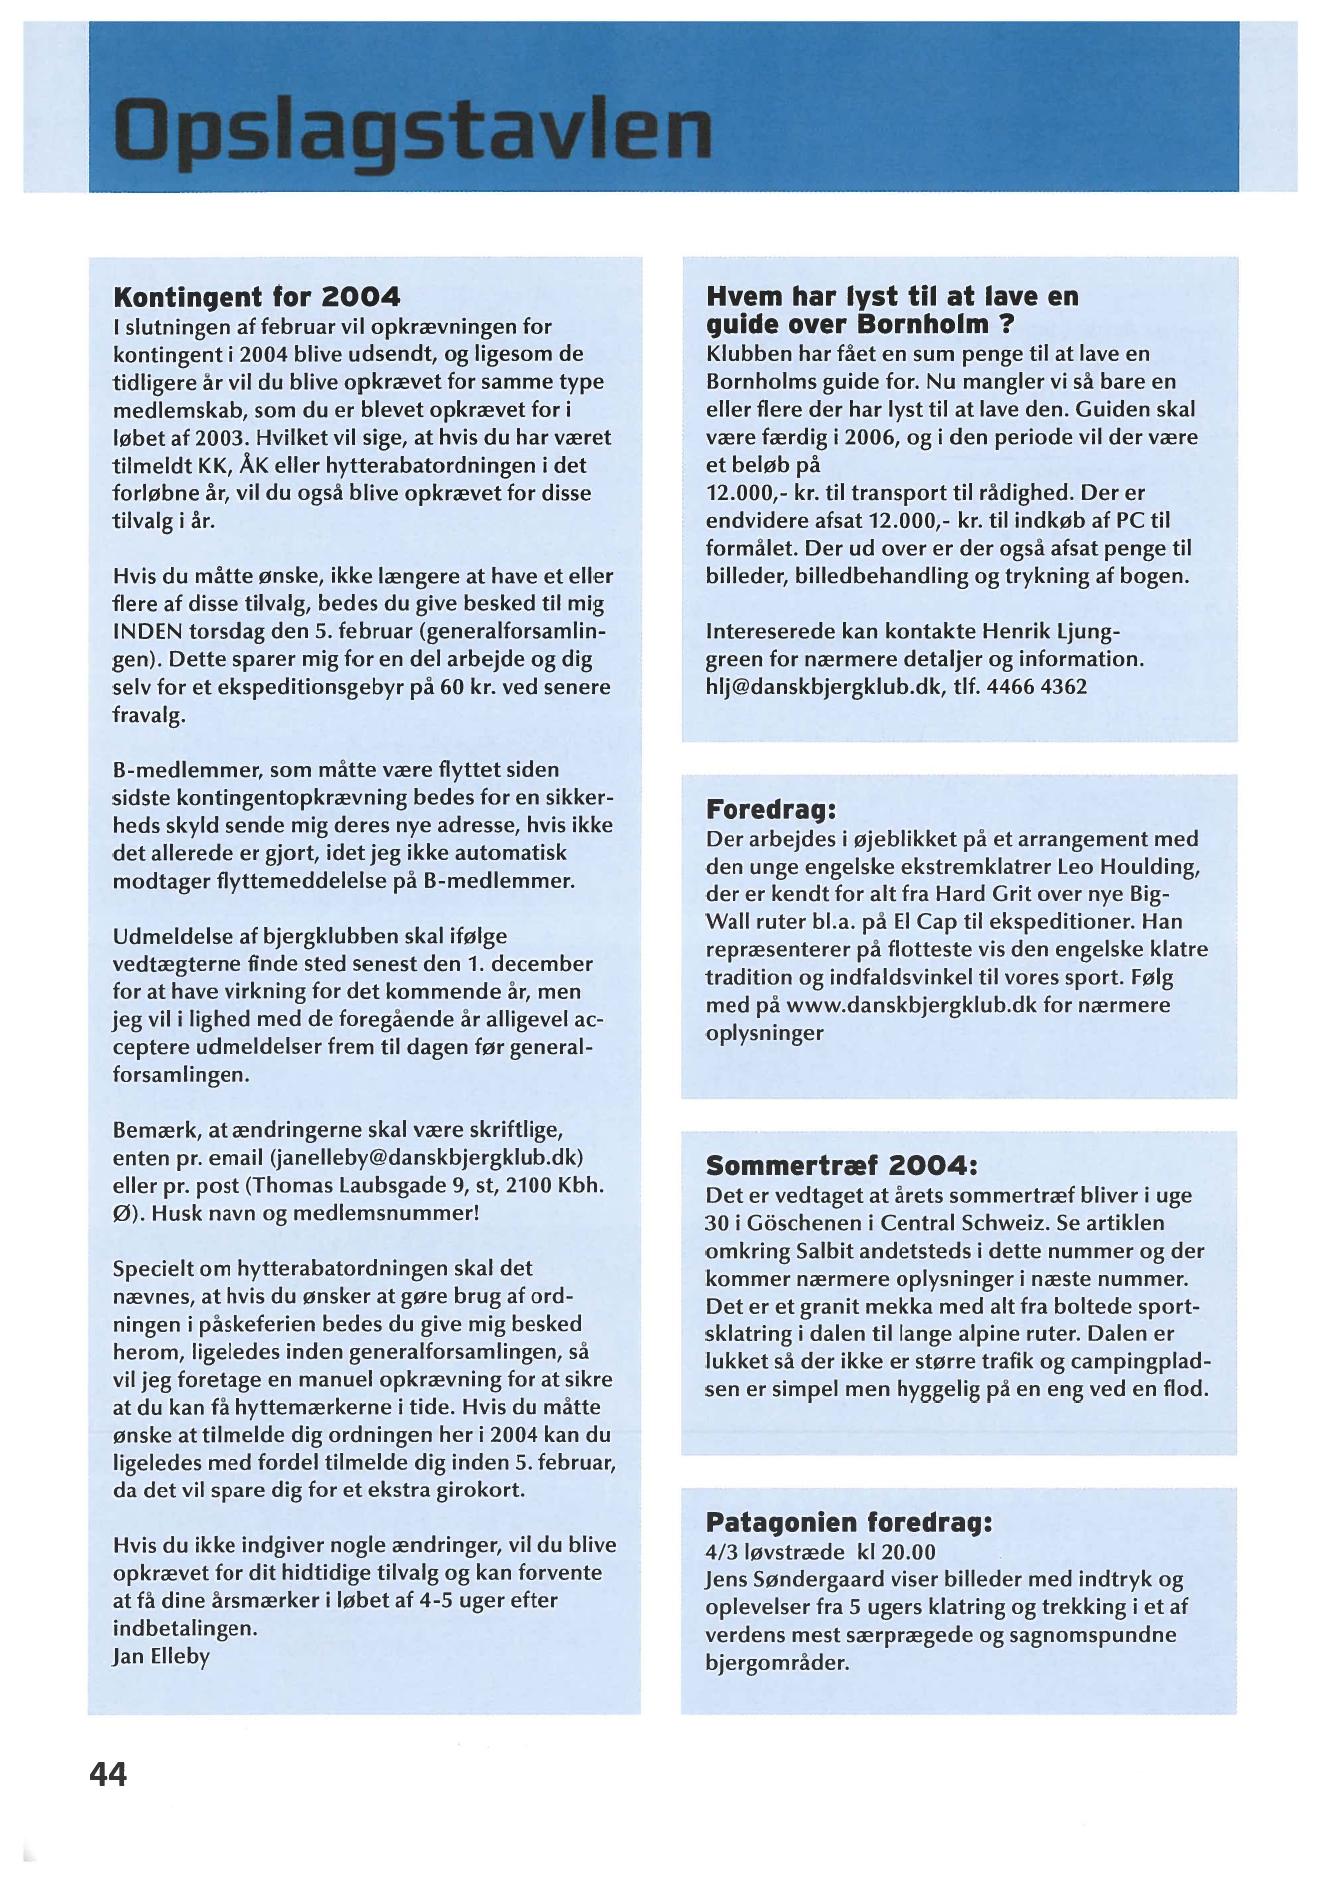 Opslagstavlen
Kontingent for 2004
I slutningen af februar vil opkrævningen for
kontingent i 2004 blive udsendt, og ligesom de
tidligere år vil du blive opkrævet for samme type
medlemskab, som du er blevet opkrævet for i
løbet af 2003. Hvilket vil sige, at hvis du har været
tilmeldt KK, ÅK eller hytterabatordningen i det
forløbne år, vil du også blive opkrævet for disse
tilvalg i år.
Hvis du måtte ønske, ikke længere at have et eller
flere af disse tilvalg, bedes du give besked til mig
INDEN torsdag den 5. februar (generalforsamlin-
gen). Dette sparer mig for en del arbejde og dig
selv for et ekspeditionsgebyr på 60 kr. ved senere
fravalg.
B-medlemmer, som måtte være flyttet siden
sidste kontingentopkrævning bedes for en sikker-
heds skyld sende mig deres nye adresse, hvis ikke
det allerede er gjort, idet jeg ikke automatisk
modtager flyttemeddelelse på B-medlemmer.
Udmeldelse af bjergklubben skal ifølge
vedtægterne finde sted senest den 1. december
for at have virkning for det kommende år, men
jeg vil i lighed med de foregående år alligevel ac-
ceptere udmeldelser frem til dagen før general-
forsamlingen.
Bemærk, at ændringerne skal være skriftlige,
enten pr. email (janelleby@danskbjergklub.dk)
eller pr. post (Thomas Laubsgade 9, st, 2100 Kbh.
Ø). Husk navn og medlemsnummer!
Specielt om hytterabatordningen skal det
nævnes, at hvis du ønsker at gøre brug af ord-
ningen i påskeferien bedes du give mig besked
herom, ligeledes inden generalforsamlingen, så
vil jeg foretage en manuel opkrævning for at sikre
at du kan få hyttemærkerne i tide. Hvis du måtte
ønske at tilmelde dig ordningen her i 2004 kan du
ligeledes med fordel tilmelde dig inden 5. februar,
da det vil spare dig for et ekstra girokort.
Hvis du ikke indgiver nogle ændringer, vil du blive
opkrævet for dit hidtidige tilvalg og kan forvente
at få dine årsmærker i løbet af 4-5 uger efter
indbetalingen.
Jan Elleby
Hvem har lyst til at lave en
guide over Bornholm ?
Klubben har fået en sum penge til at lave en
Bornholms guide for. Nu mangler vi så bare en
eller flere der har lyst til at lave den. Guiden skal
være færdig i 2006, og i den periode vil der være
et beløb på
12.000,- kr. til transport til rådighed. Der er
endvidere afsat 12.000,- kr. til indkøb af PC til
formålet. Der ud over er der også afsat penge til
billeder, billedbehandling og trykning af bogen.
Intereserede kan kontakte Henrik Ljung-
green for nærmere detaljer og information.
hlj@danskbjergklub.dk, tlf. 4466 4362
Foredrag:
Der arbejdes i øjeblikket på et arrangement med
den unge engelske ekstremklatrer Leo Houlding,
der er kendt for alt fra Hard Grit over nye Big-
Wall ruter bl.a. på El Cap til ekspeditioner. Han
repræsenterer på flotteste vis den engelske klatre
tradition og indfaldsvinkel til vores sport. Følg
med på www.danskbjergklub.dk for nærmere
oplysninger
Sommertræf 2004:
Det er vedtaget at årets sommertræf bliver i uge
30 i Göschenen i Central Schweiz. Se artiklen
omkring Salbit andetsteds i dette nummer og der
kommer nærmere oplysninger i næste nummer.
Det er et granit mekka med alt fra boltede sport-
sklatring i dalen til lange alpine ruter. Dalen er
lukket så der ikke er større trafik og campingplad-
sen er simpel men hyggelig på en eng ved en flod.
Patagonien foredrag:
4/3 løvstræde kl 20.00
Jens Søndergaard viser billeder med indtryk og
oplevelser fra 5 ugers klatring og trekking i et af
verdens mest særprægede og sagnomspundne
bjergområder.
44